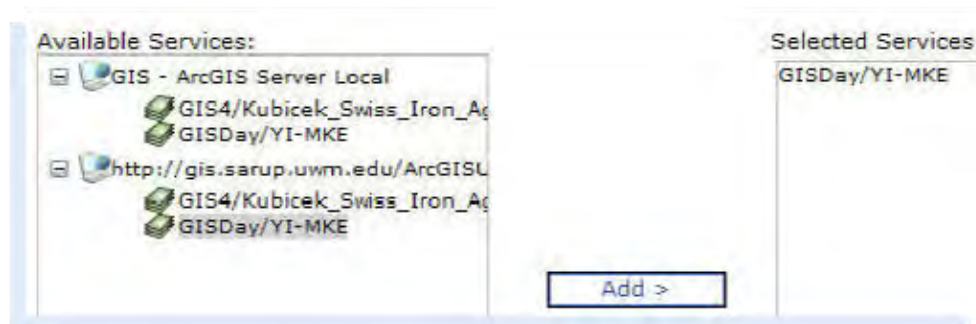 Available Services:
GIS - ArcGIS Server Local
GIS4/Kubicek_Swiss_Iron_Ag
GISDay/YI-MKE
http://gis.sarup.uwm.edu/ArcGISU
GIS4/Kubicek_Swiss_Iron_Ag
GISDay/YI-MKE
Add >
Selected Services
GISDay/YI-MKE